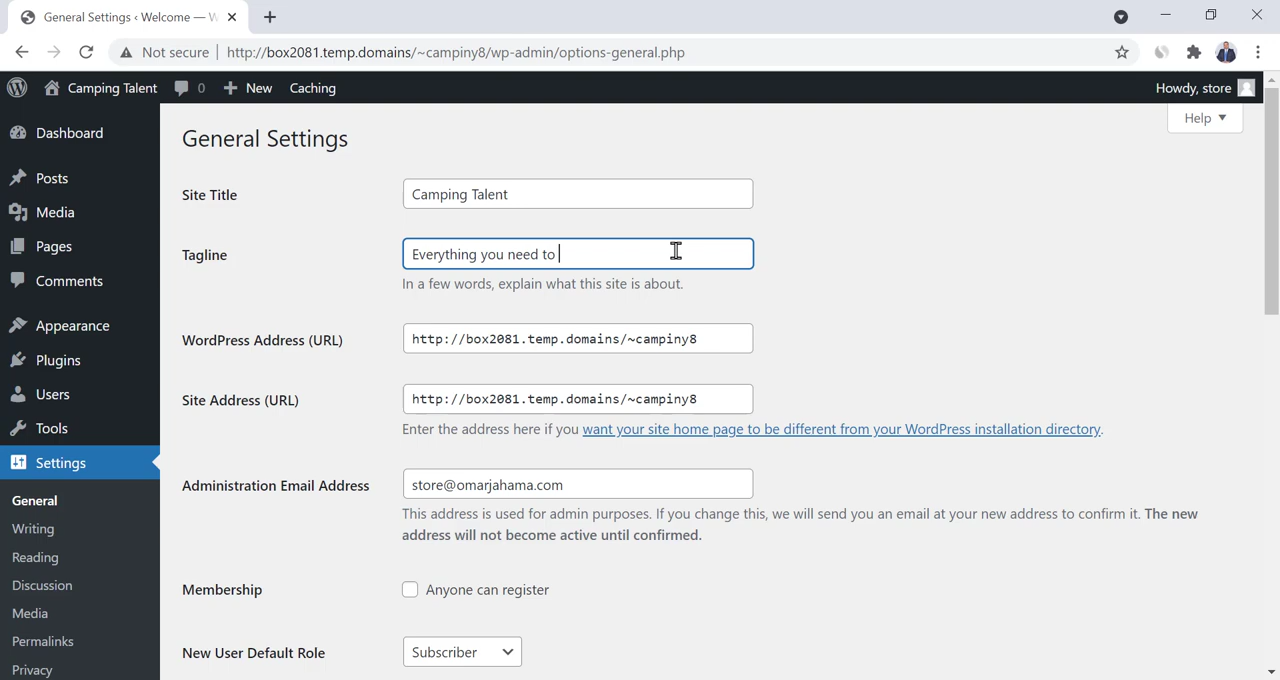 General Settings ‹ Welcome — W
Not secure | http://box2081.temp.domains/~campiny8/wp-admin/options-general.php
Camping Talent 0 New Caching Howdy, store
Help
Dashboard
Posts
Media
Pages
Comments
Appearance
Plugins
Users
Tools
Settings
General
Writing
Reading
Discussion
Media
Permalinks
Privacy
General Settings
Site Title Camping Talent
Tagline Everything you need to
In a few words, explain what this site is about.
WordPress Address (URL) http://box2081.temp.domains/~campiny8
Site Address (URL) http://box2081.temp.domains/~campiny8
Enter the address here if you want your site home page to be different from your WordPress installation directory.
Administration Email Address store@omarjahama.com
This address is used for admin purposes. If you change this, we will send you an email at your new address to confirm it. The new
address will not become active until confirmed.
Membership Anyone can register
New User Default Role Subscriber